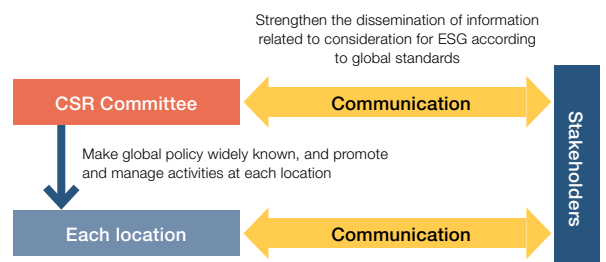 Strengthen the dissemination of information
related to consideration for ESG according
to global standards
CSR Committee
Communication
Stakeholders
Make global policy widely known, and promote
and manage activities at each location
Each location
Communication